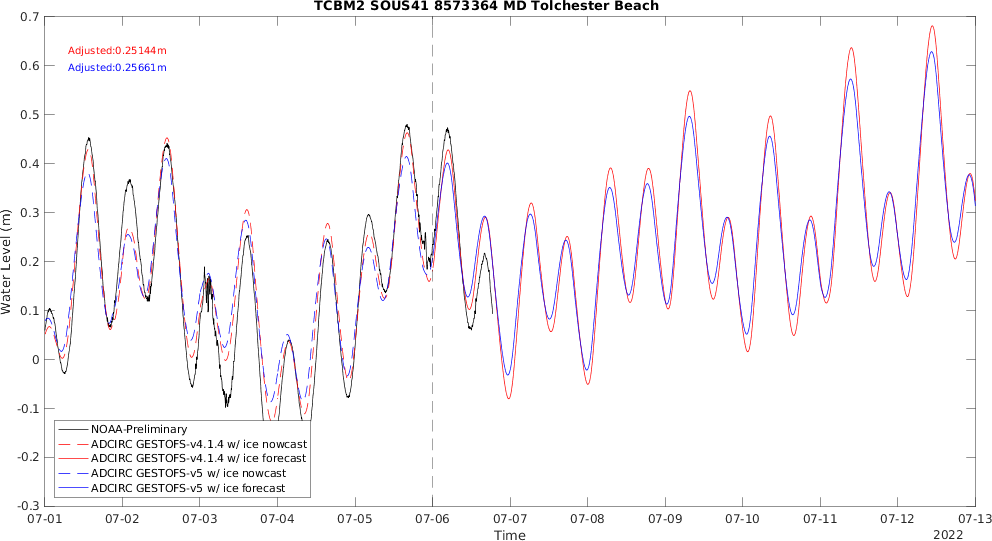 TCBM2 SOUS41 8573364 MD Tolchester Beach
0.7
0.6
0.5
0.4
0.3
0.2
0.1
0
-0.1
-0.2
-0.3
Water Level (m)
Adjusted:0.25144m
Adjusted:0.25661m
NOAA-Preliminary
ADCIRC GESTOFS-v4.1.4 w/ ice nowcast
ADCIRC GESTOFS-v4.1.4 w/ ice forecast
ADCIRC GESTOFS-v5 w/ ice nowcast
ADCIRC GESTOFS-v5 w/ ice forecast
07-01 07-02 07-03 07-04 07-05 07-06 07-07 07-08 07-09 07-10 07-11 07-12 07-13
Time
2022